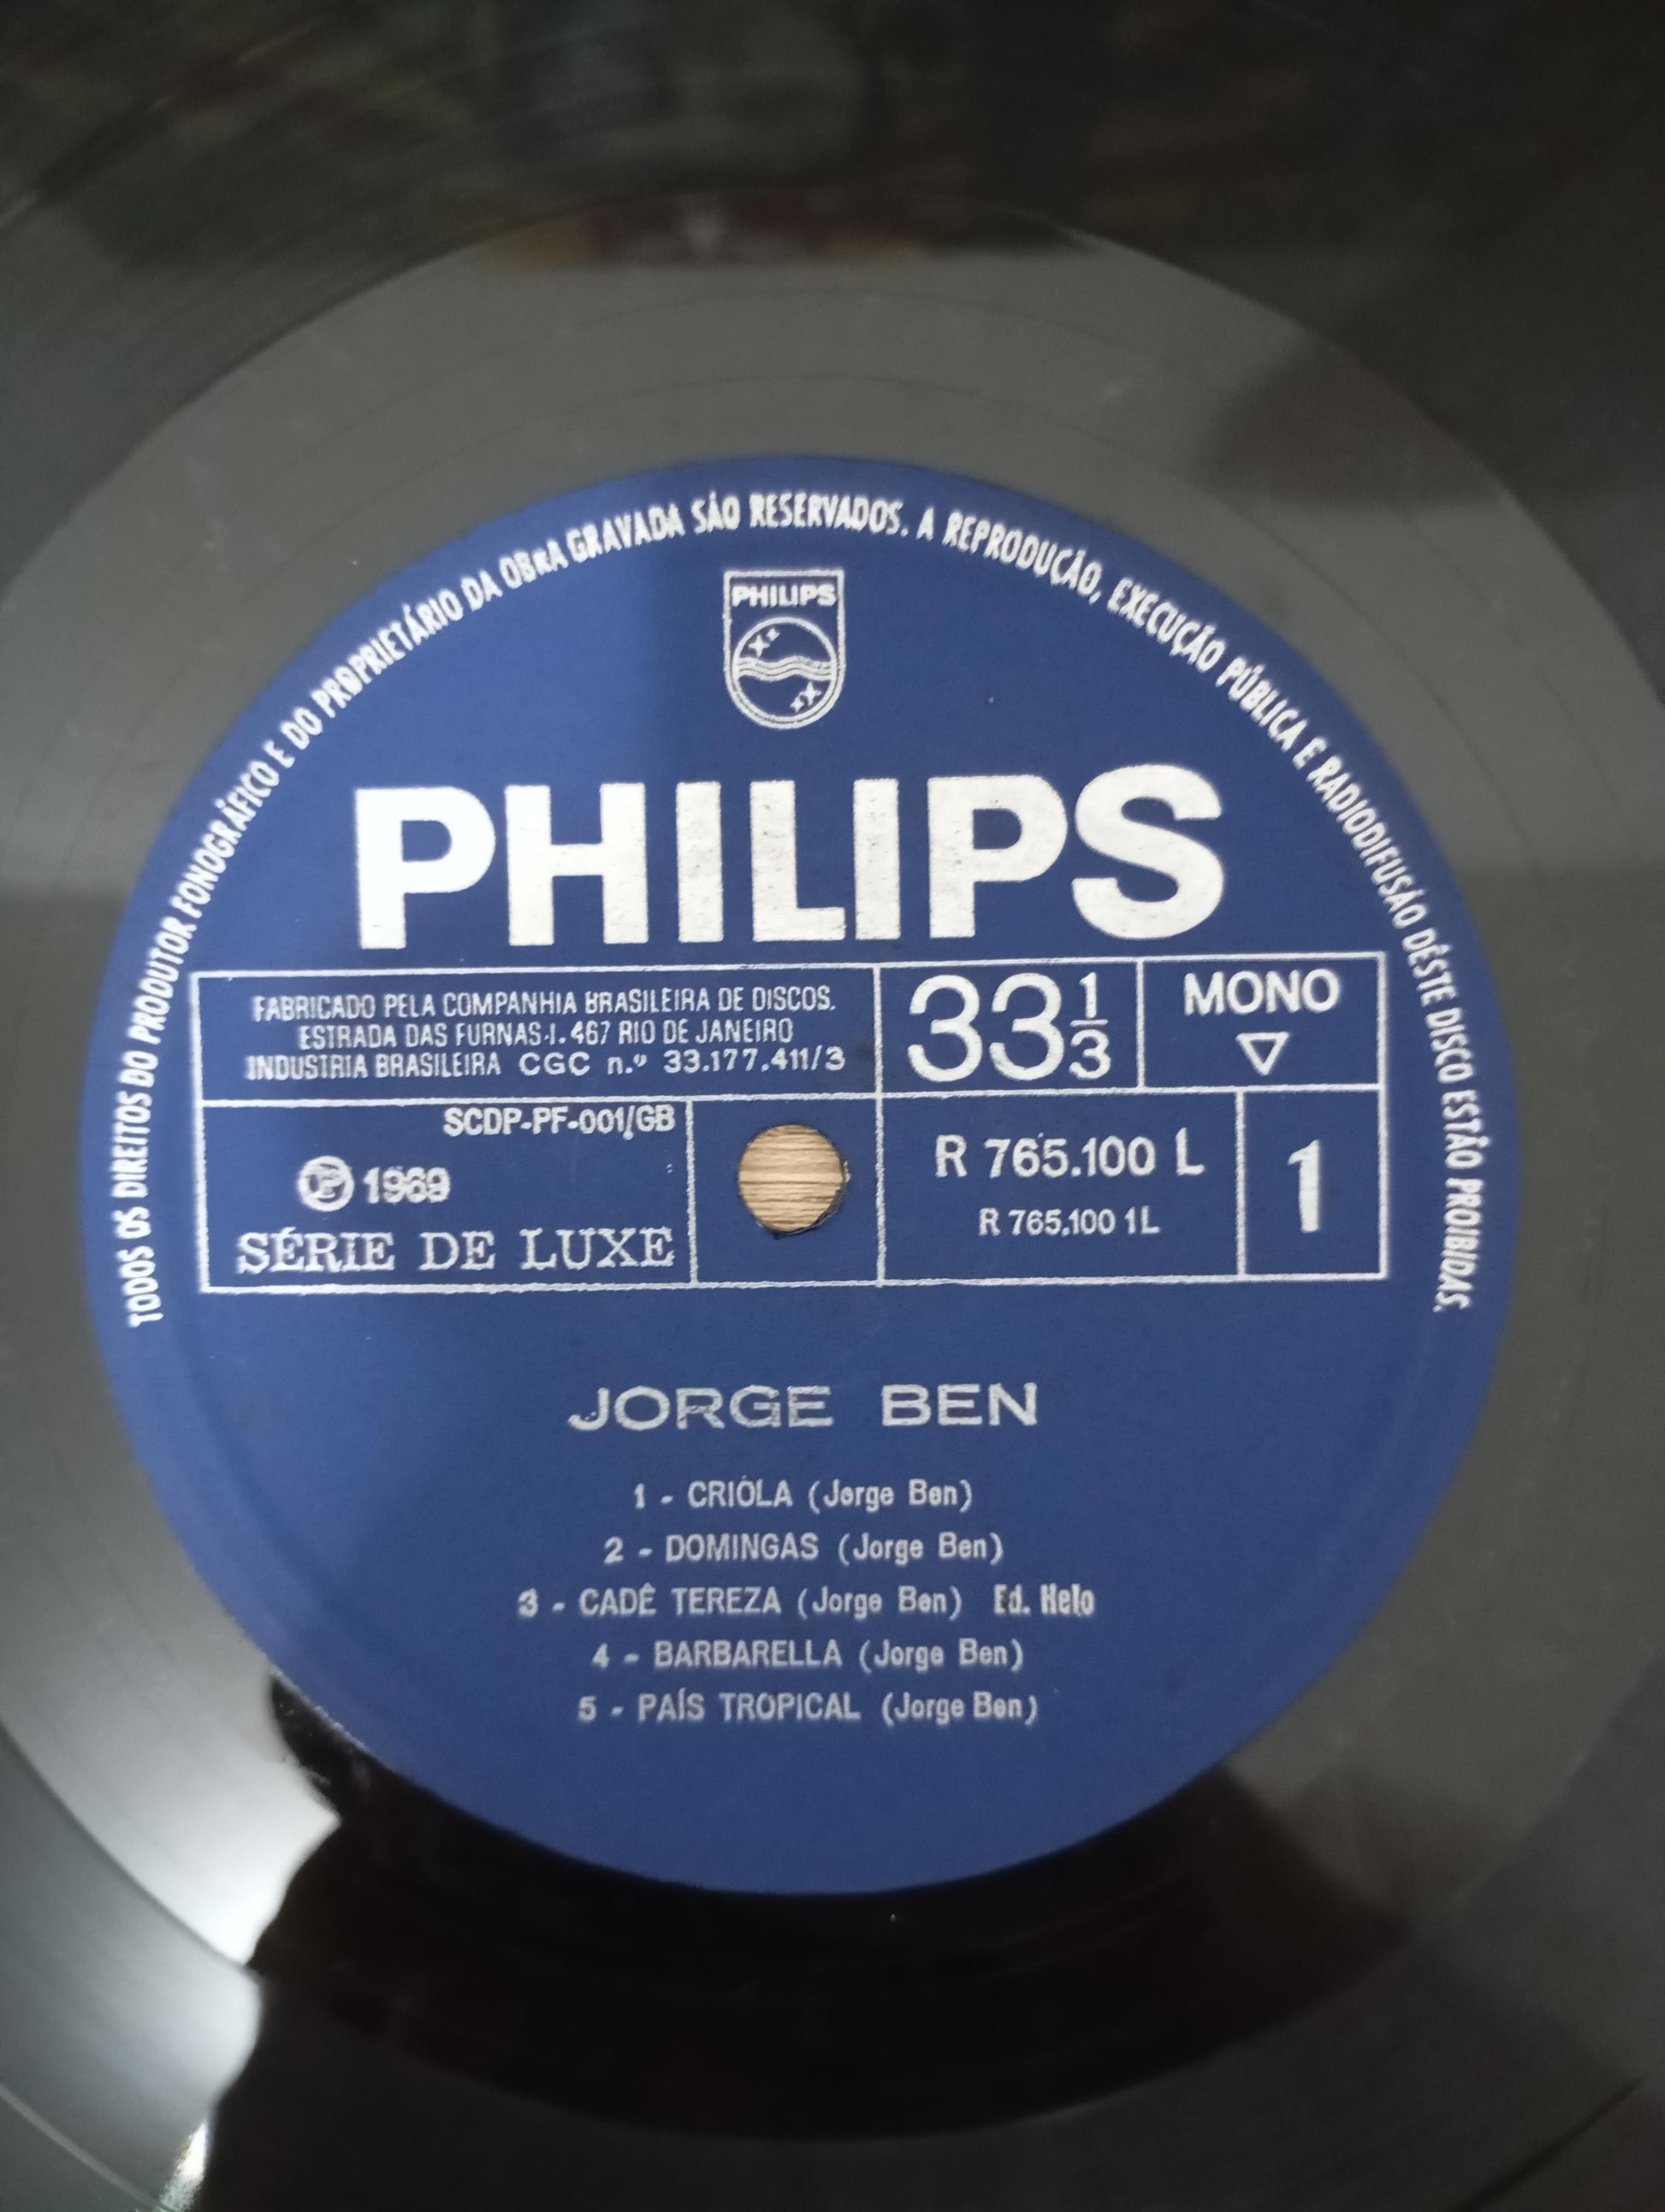 TODOS OS DIREITOS DO PRODUTOR FONOGRÁFICO E DO PROPRIETÁRIO DA OBRA GRAVADA SÃO RESERVADOS. A REPRODUÇÃO, EXECUÇÃO PÚBLICA E RADIODIFUSÃO DÊSTE DISCO ESTÃO PROIBIDAS.
PHILIPS
PHILIPS
FABRICADO PELA COMPANHIA BRASILEIRA DE DISCOS.
ESTRADA DAS FURNAS, 1.467 RIO DE JANEIRO
INDUSTRIA BRASILEIRA CGC n.º 33.177.411/3
33 1/3
MONO
SCDP-PF-001/GB
℗ 1969
SÉRIE DE LUXE
R 765.100 L
R 765.100 1L
1
JORGE BEN
1 - CRIÓLA (Jorge Ben)
2 - DOMINGAS (Jorge Ben)
3 - CADÊ TEREZA (Jorge Ben) Ed. Helo
4 - BARBARELLA (Jorge Ben)
5 - PAÍS TROPICAL (Jorge Ben)